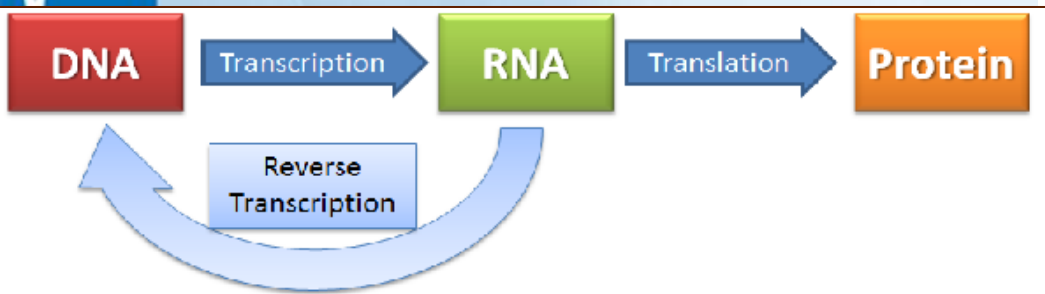 DNA
Transcription
RNA
Translation
Protein
Reverse
Transcription